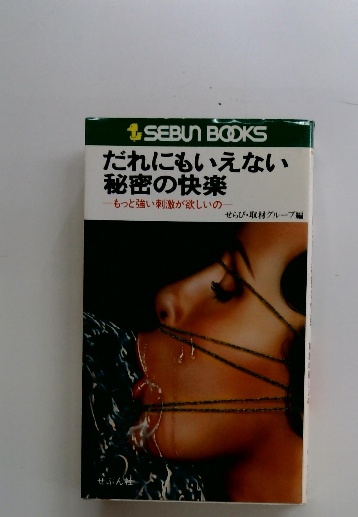 SEBUN BOOKS
だれにもいえない
秘密の快楽
―もっと強い刺激が欲しいの―
せらび・取材グループ編
せぶん社